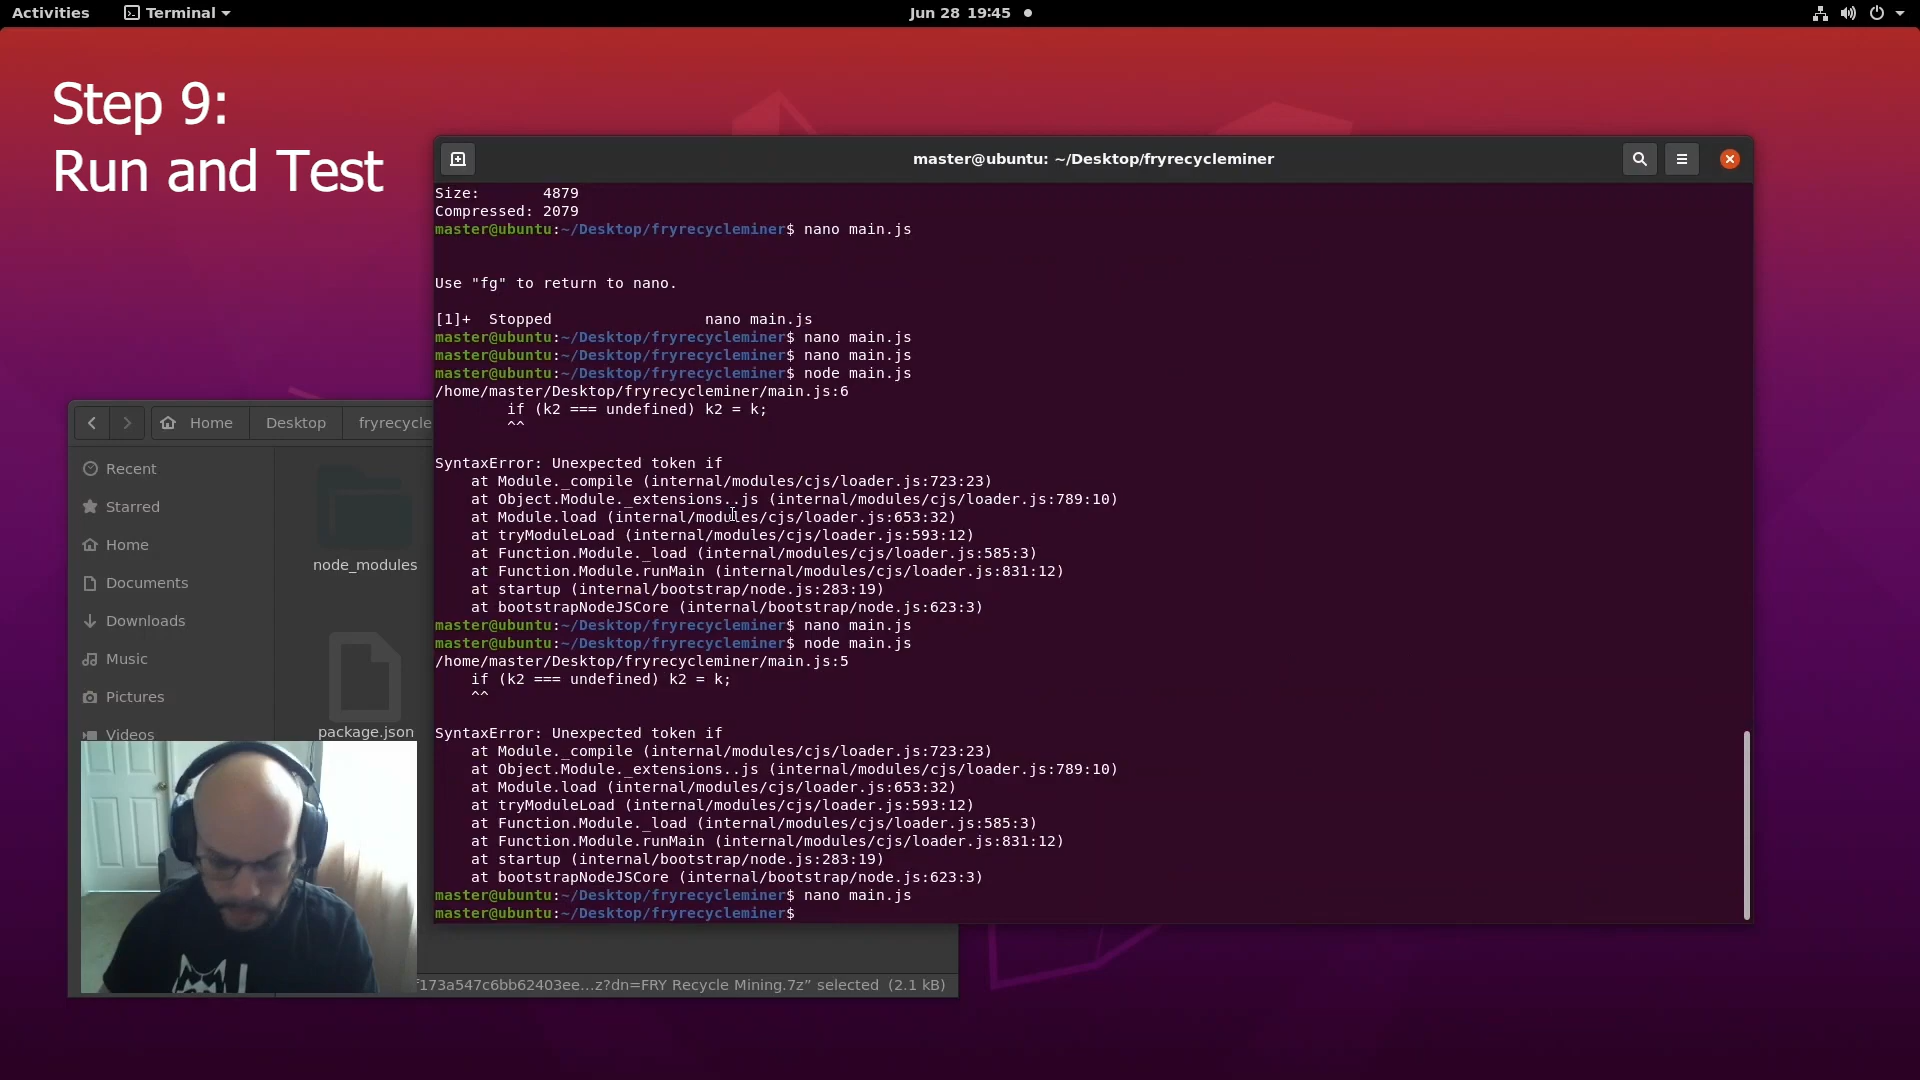 Activities
Terminal
Jun 28 19:45
Step 9:
Run and Test
master@ubuntu: ~/Desktop/fryrecycleminer
Size:       4879
Compressed: 2079
master@ubuntu:~/Desktop/fryrecycleminer$ nano main.js
Use "fg" to return to nano.
[1]+  Stopped                 nano main.js
master@ubuntu:~/Desktop/fryrecycleminer$ nano main.js
master@ubuntu:~/Desktop/fryrecycleminer$ nano main.js
master@ubuntu:~/Desktop/fryrecycleminer$ node main.js
/home/master/Desktop/fryrecycleminer/main.js:6
        if (k2 === undefined) k2 = k;
        ^^
SyntaxError: Unexpected token if
    at Module._compile (internal/modules/cjs/loader.js:723:23)
    at Object.Module._extensions..js (internal/modules/cjs/loader.js:789:10)
    at Module.load (internal/modules/cjs/loader.js:653:32)
    at tryModuleLoad (internal/modules/cjs/loader.js:593:12)
    at Function.Module._load (internal/modules/cjs/loader.js:585:3)
    at Function.Module.runMain (internal/modules/cjs/loader.js:831:12)
    at startup (internal/bootstrap/node.js:283:19)
    at bootstrapNodeJSCore (internal/bootstrap/node.js:623:3)
master@ubuntu:~/Desktop/fryrecycleminer$ nano main.js
master@ubuntu:~/Desktop/fryrecycleminer$ node main.js
/home/master/Desktop/fryrecycleminer/main.js:5
    if (k2 === undefined) k2 = k;
    ^^
SyntaxError: Unexpected token if
    at Module._compile (internal/modules/cjs/loader.js:723:23)
    at Object.Module._extensions..js (internal/modules/cjs/loader.js:789:10)
    at Module.load (internal/modules/cjs/loader.js:653:32)
    at tryModuleLoad (internal/modules/cjs/loader.js:593:12)
    at Function.Module._load (internal/modules/cjs/loader.js:585:3)
    at Function.Module.runMain (internal/modules/cjs/loader.js:831:12)
    at startup (internal/bootstrap/node.js:283:19)
    at bootstrapNodeJSCore (internal/bootstrap/node.js:623:3)
master@ubuntu:~/Desktop/fryrecycleminer$ nano main.js
master@ubuntu:~/Desktop/fryrecycleminer$
Home
Desktop
fryrecycle
Recent
Starred
Home
Documents
Downloads
Music
Pictures
Videos
node_modules
package.json
f173a547c6bb62403ee...z?dn=FRY Recycle Mining.7z” selected  (2.1 kB)